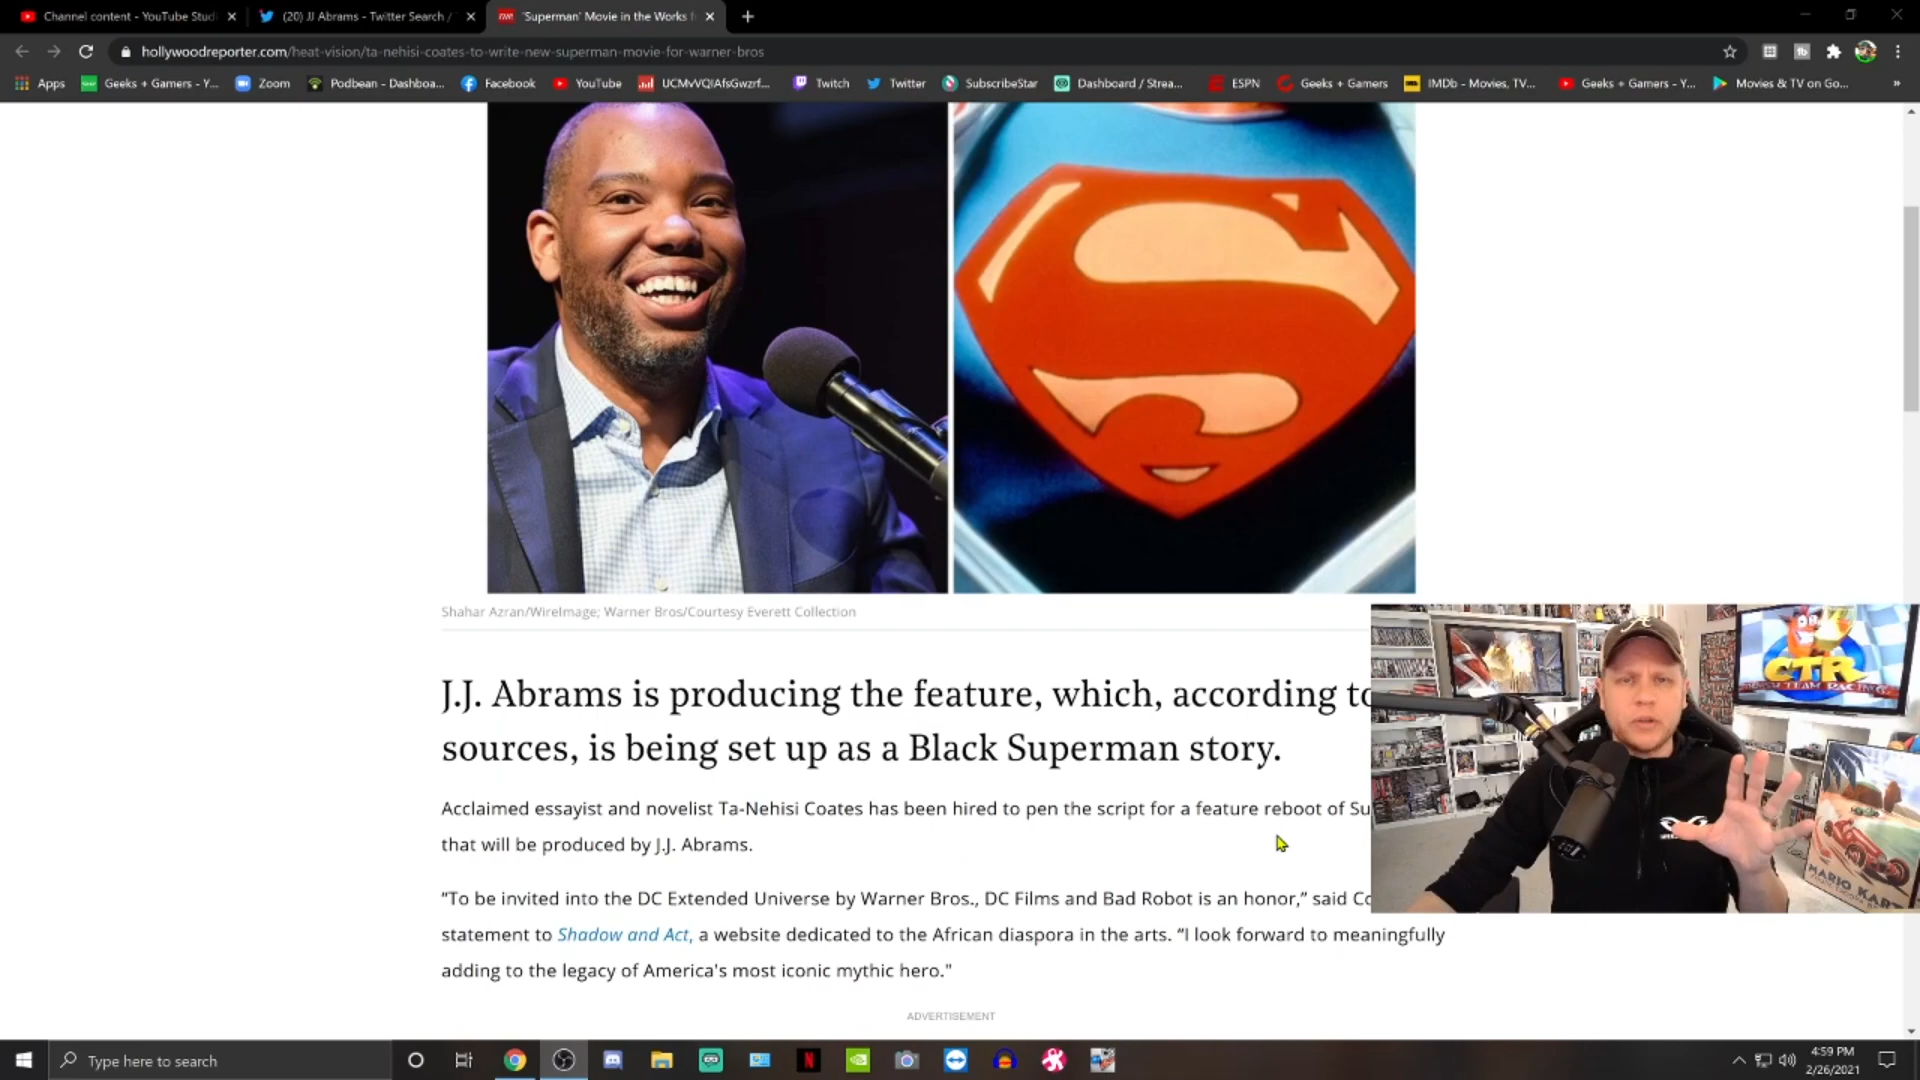 Channel content - YouTube Studi
(20) JJ Abrams - Twitter Search /
'Superman' Movie in the Works f
hollywoodreporter.com/heat-vision/ta-nehisi-coates-to-write-new-superman-movie-for-warner-bros
Apps
Geeks + Gamers - Y...
Zoom
Podbean - Dashboa...
Facebook
YouTube
Twitch
Twitter
SubscribeStar
Dashboard / Strea...
ESPN
Geeks + Gamers
IMDb - Movies, TV...
Geeks + Gamers - Y...
Movies & TV on Go...
Shahar Azran/WireImage; Warner Bros/Courtesy Everett Collection
J.J. Abrams is producing the feature, which, according to
sources, is being set up as a Black Superman story.
Acclaimed essayist and novelist Ta-Nehisi Coates has been hired to pen the script for a feature reboot of Su
that will be produced by J.J. Abrams.
“To be invited into the DC Extended Universe by Warner Bros., DC Films and Bad Robot is an honor,” said Co
statement to Shadow and Act, a website dedicated to the African diaspora in the arts. “I look forward to meaningfully
adding to the legacy of America's most iconic mythic hero."
ADVERTISEMENT
CTR
MARIO KART
Type here to search
4:59 PM
2/26/2021